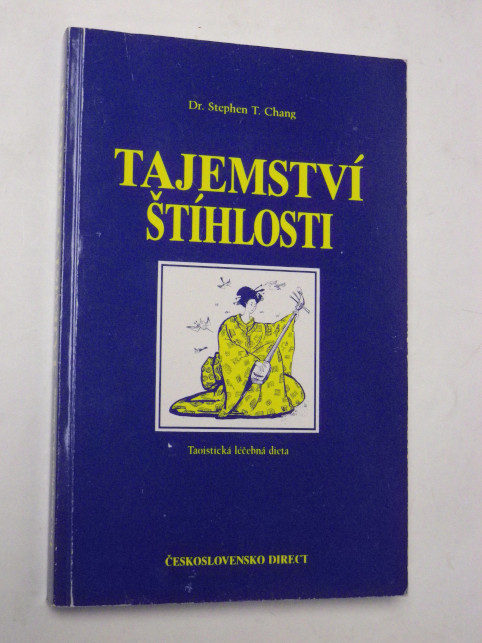 Dr. Stephen T. Chang
TAJEMSTVÍ
ŠTÍHLOSTI
Taoistická léčebná dieta
ČESKOSLOVENSKO DIRECT